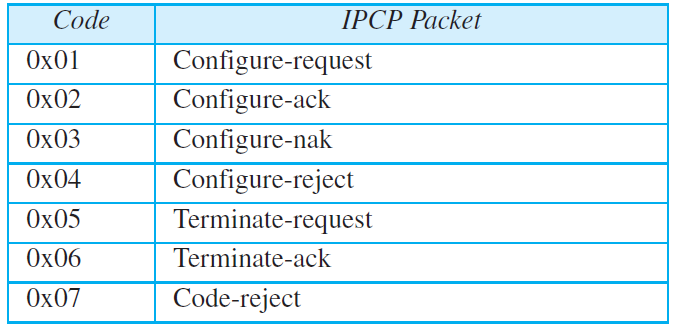 Code IPCP Packet
0x01 Configure-request
0x02 Configure-ack
0x03 Configure-nak
0x04 Configure-reject
0x05 Terminate-request
0x06 Terminate-ack
0x07 Code-reject